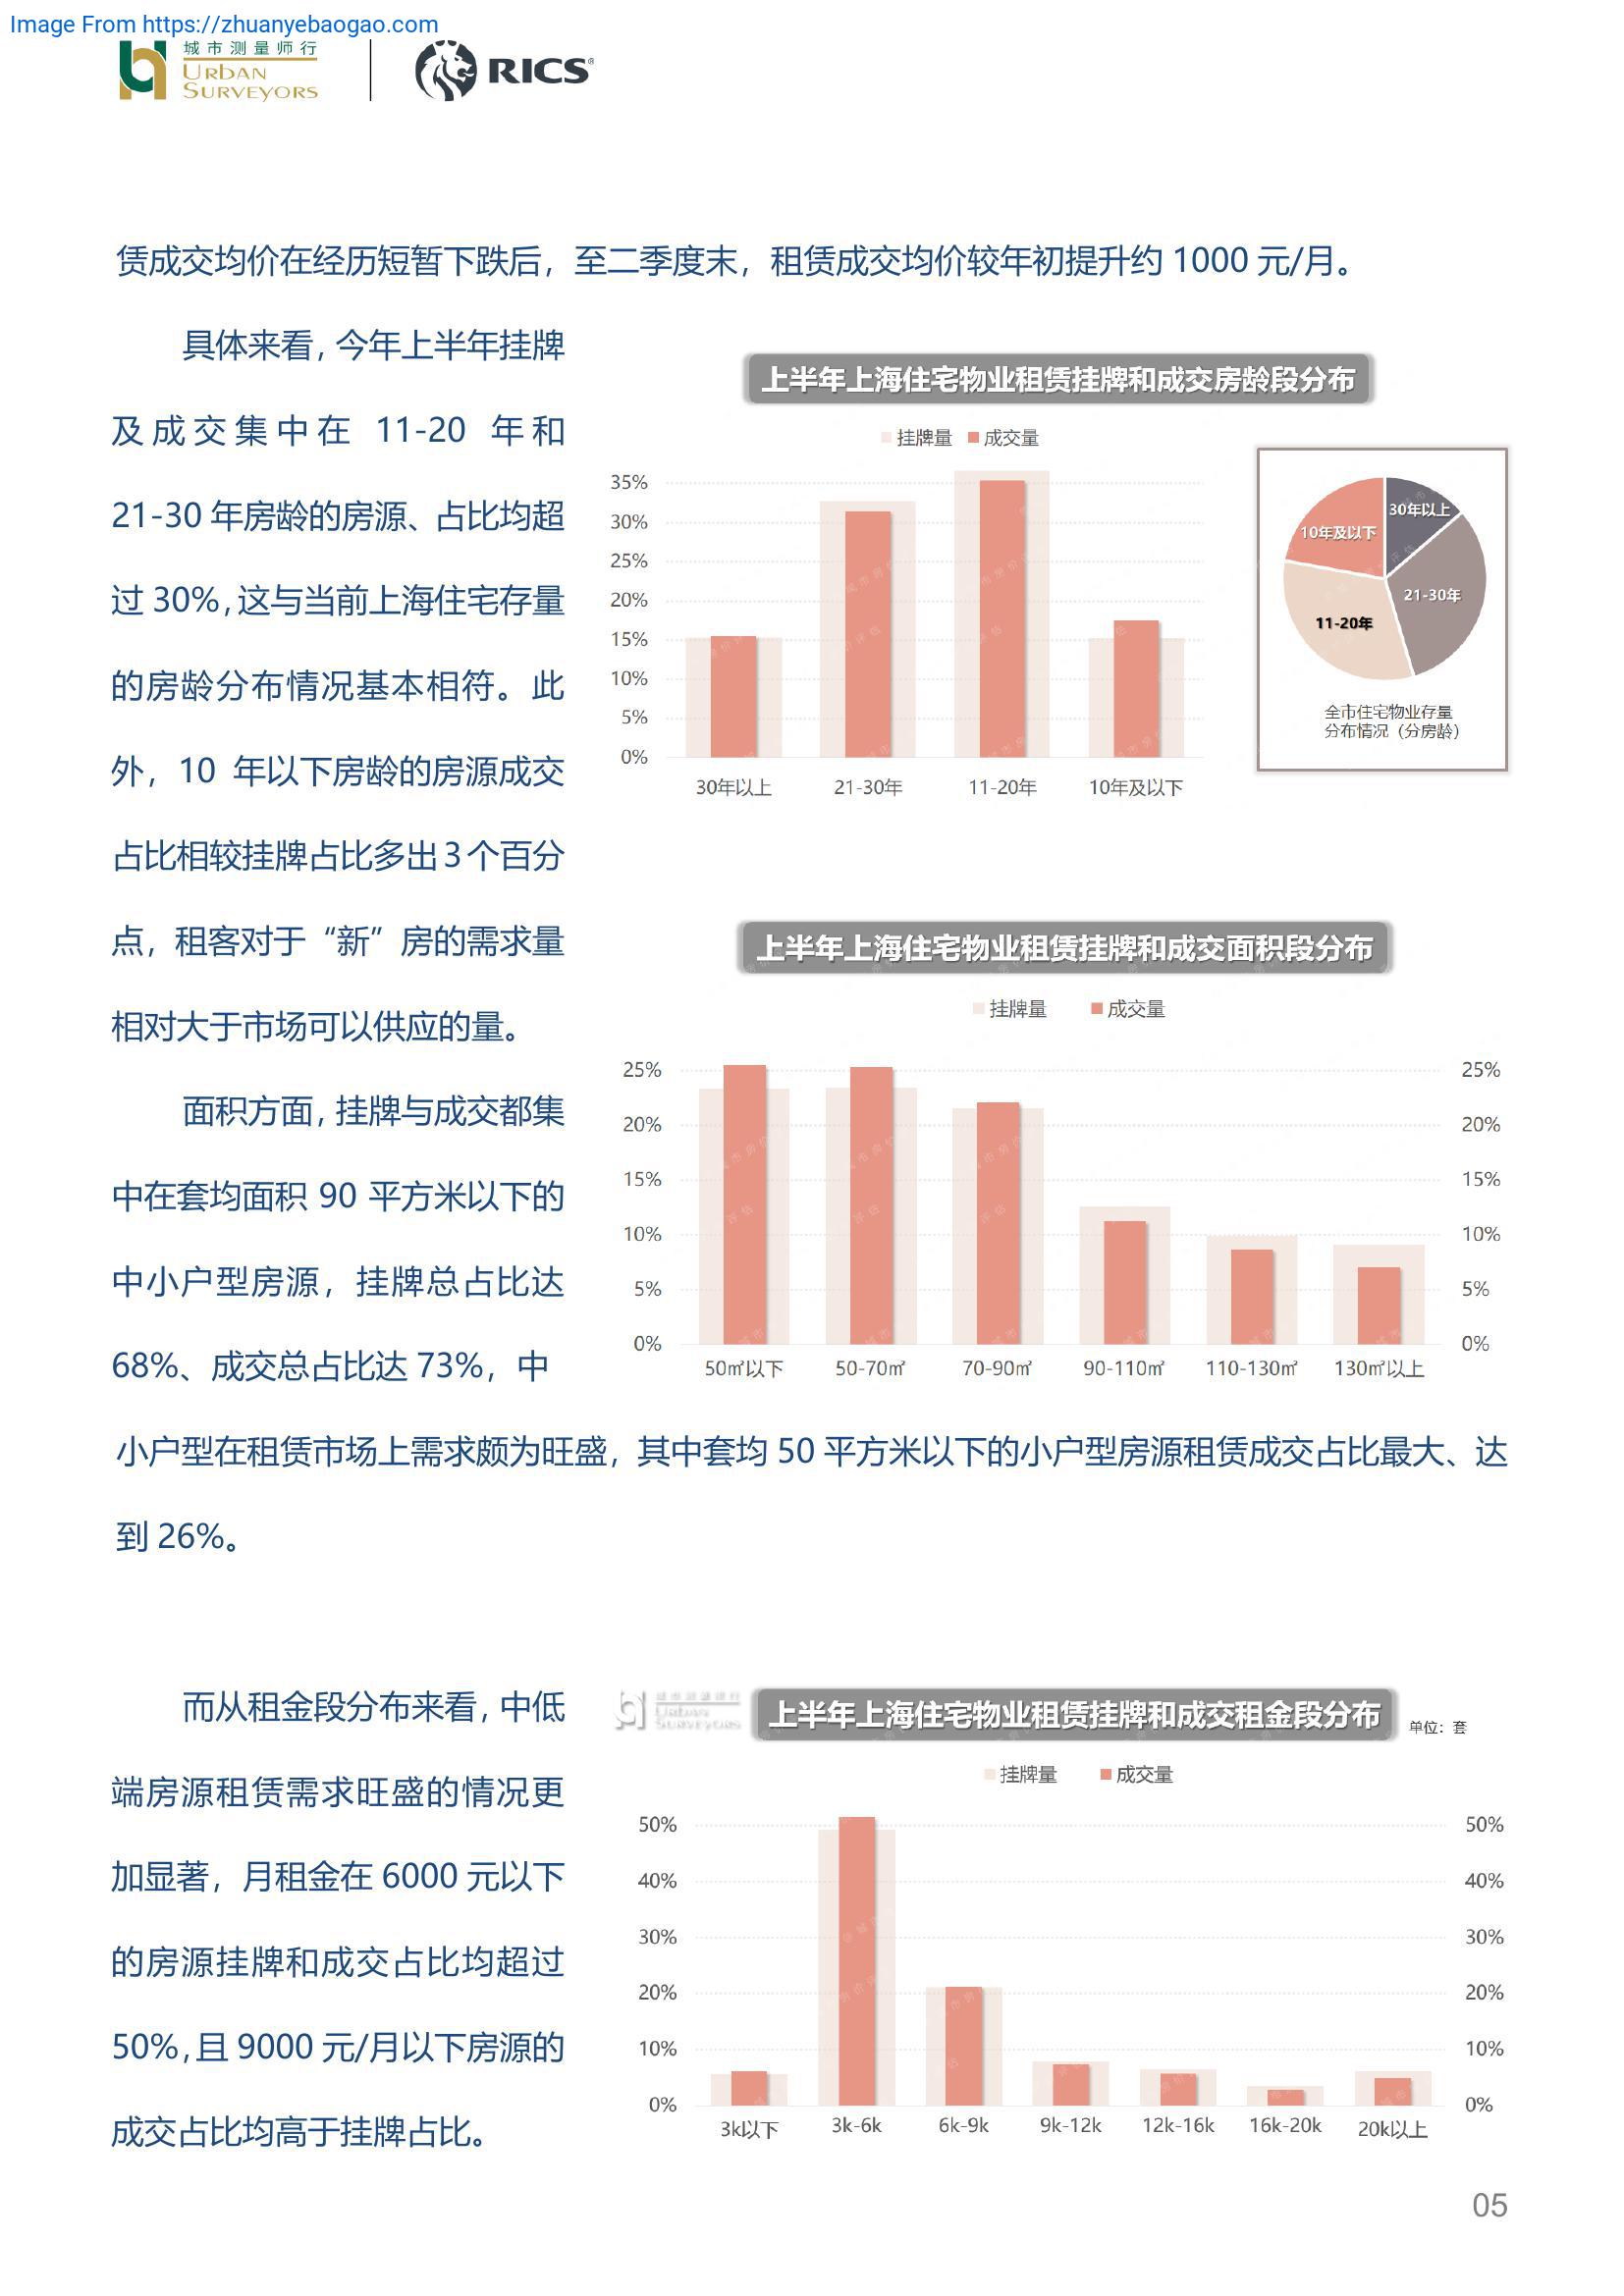 Image From https://zhuanyebaogao.com
城市测量师行
URBAN
SURVEYORS
RICS®
赁成交均价在经历短暂下跌后，至二季度末，租赁成交均价较年初提升约 1000 元/月。
具体来看，今年上半年挂牌
及成交集中在 11-20 年和
21-30 年房龄的房源、占比均超
过 30%，这与当前上海住宅存量
的房龄分布情况基本相符。此
外，10 年以下房龄的房源成交
占比相较挂牌占比多出 3 个百分
点，租客对于“新”房的需求量
相对大于市场可以供应的量。
上半年上海住宅物业租赁挂牌和成交房龄段分布
挂牌量 成交量
35%
30%
25%
20%
15%
10%
5%
0%
30年以上 21-30年 11-20年 10年及以下
30年以上
10年及以下
21-30年
11-20年
全市住宅物业存量
分布情况（分房龄）
面积方面，挂牌与成交都集
中在套均面积 90 平方米以下的
中小户型房源，挂牌总占比达
68%、成交总占比达 73%，中
小户型在租赁市场上需求颇为旺盛，其中套均 50 平方米以下的小户型房源租赁成交占比最大、达
到 26%。
上半年上海住宅物业租赁挂牌和成交面积段分布
挂牌量 成交量
25% 25%
20% 20%
15% 15%
10% 10%
5% 5%
0% 0%
50㎡以下 50-70㎡ 70-90㎡ 90-110㎡ 110-130㎡ 130㎡以上
而从租金段分布来看，中低
端房源租赁需求旺盛的情况更
加显著，月租金在 6000 元以下
的房源挂牌和成交占比均超过
50%，且 9000 元/月以下房源的
成交占比均高于挂牌占比。
城市测量师行
URBAN
SURVEYORS
上半年上海住宅物业租赁挂牌和成交租金段分布
单位：套
挂牌量 成交量
50% 50%
40% 40%
30% 30%
20% 20%
10% 10%
0% 0%
3k以下 3k-6k 6k-9k 9k-12k 12k-16k 16k-20k 20k以上
05